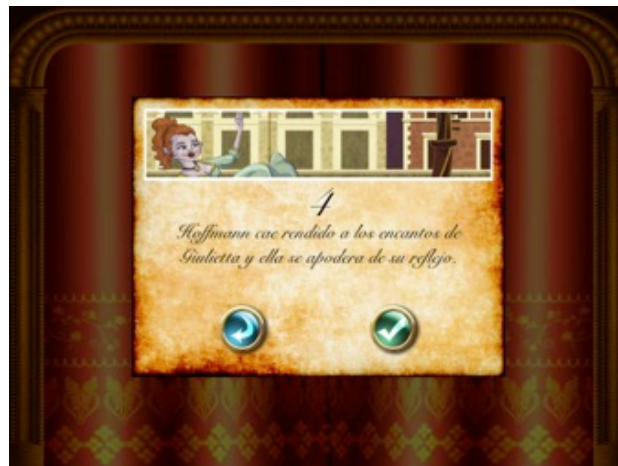 4
Hoffmann cae rendido a los encantos de
Giulietta y ella se apodera de su reflejo.